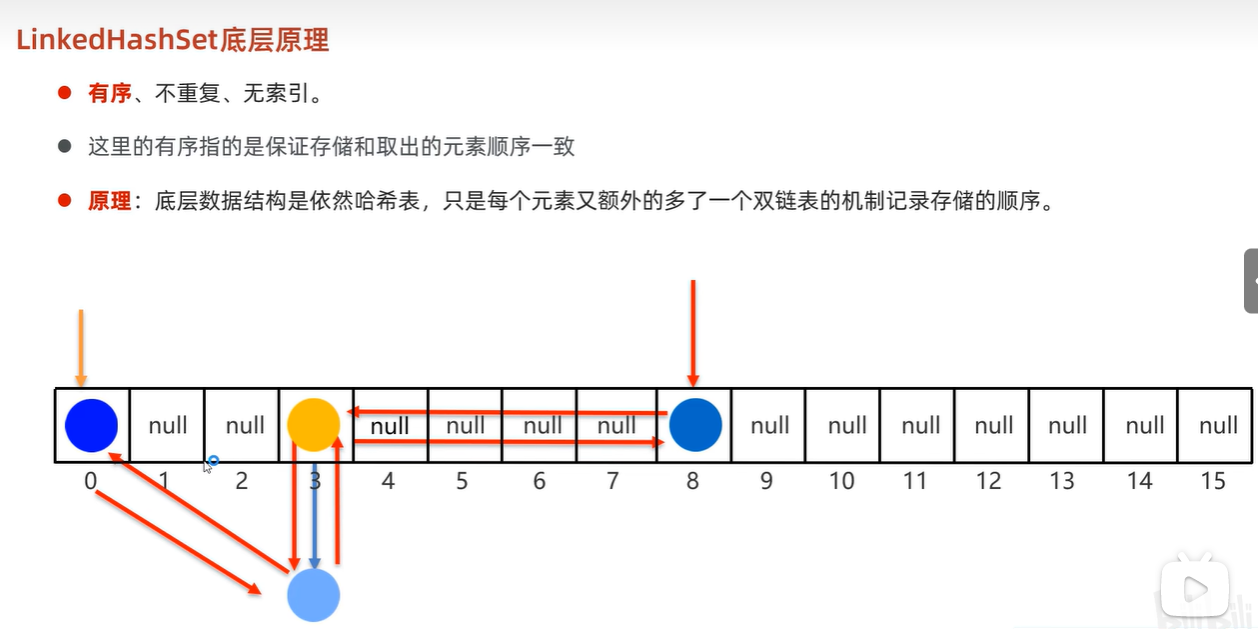 LinkedHashSet底层原理
有序、不重复、无索引。
这里的有序指的是保证存储和取出的元素顺序一致
原理：底层数据结构是依然哈希表，只是每个元素又额外的多了一个双链表的机制记录存储的顺序。
null null null null null null null null null null null null null
0 1 2 3 4 5 6 7 8 9 10 11 12 13 14 15
bilibili